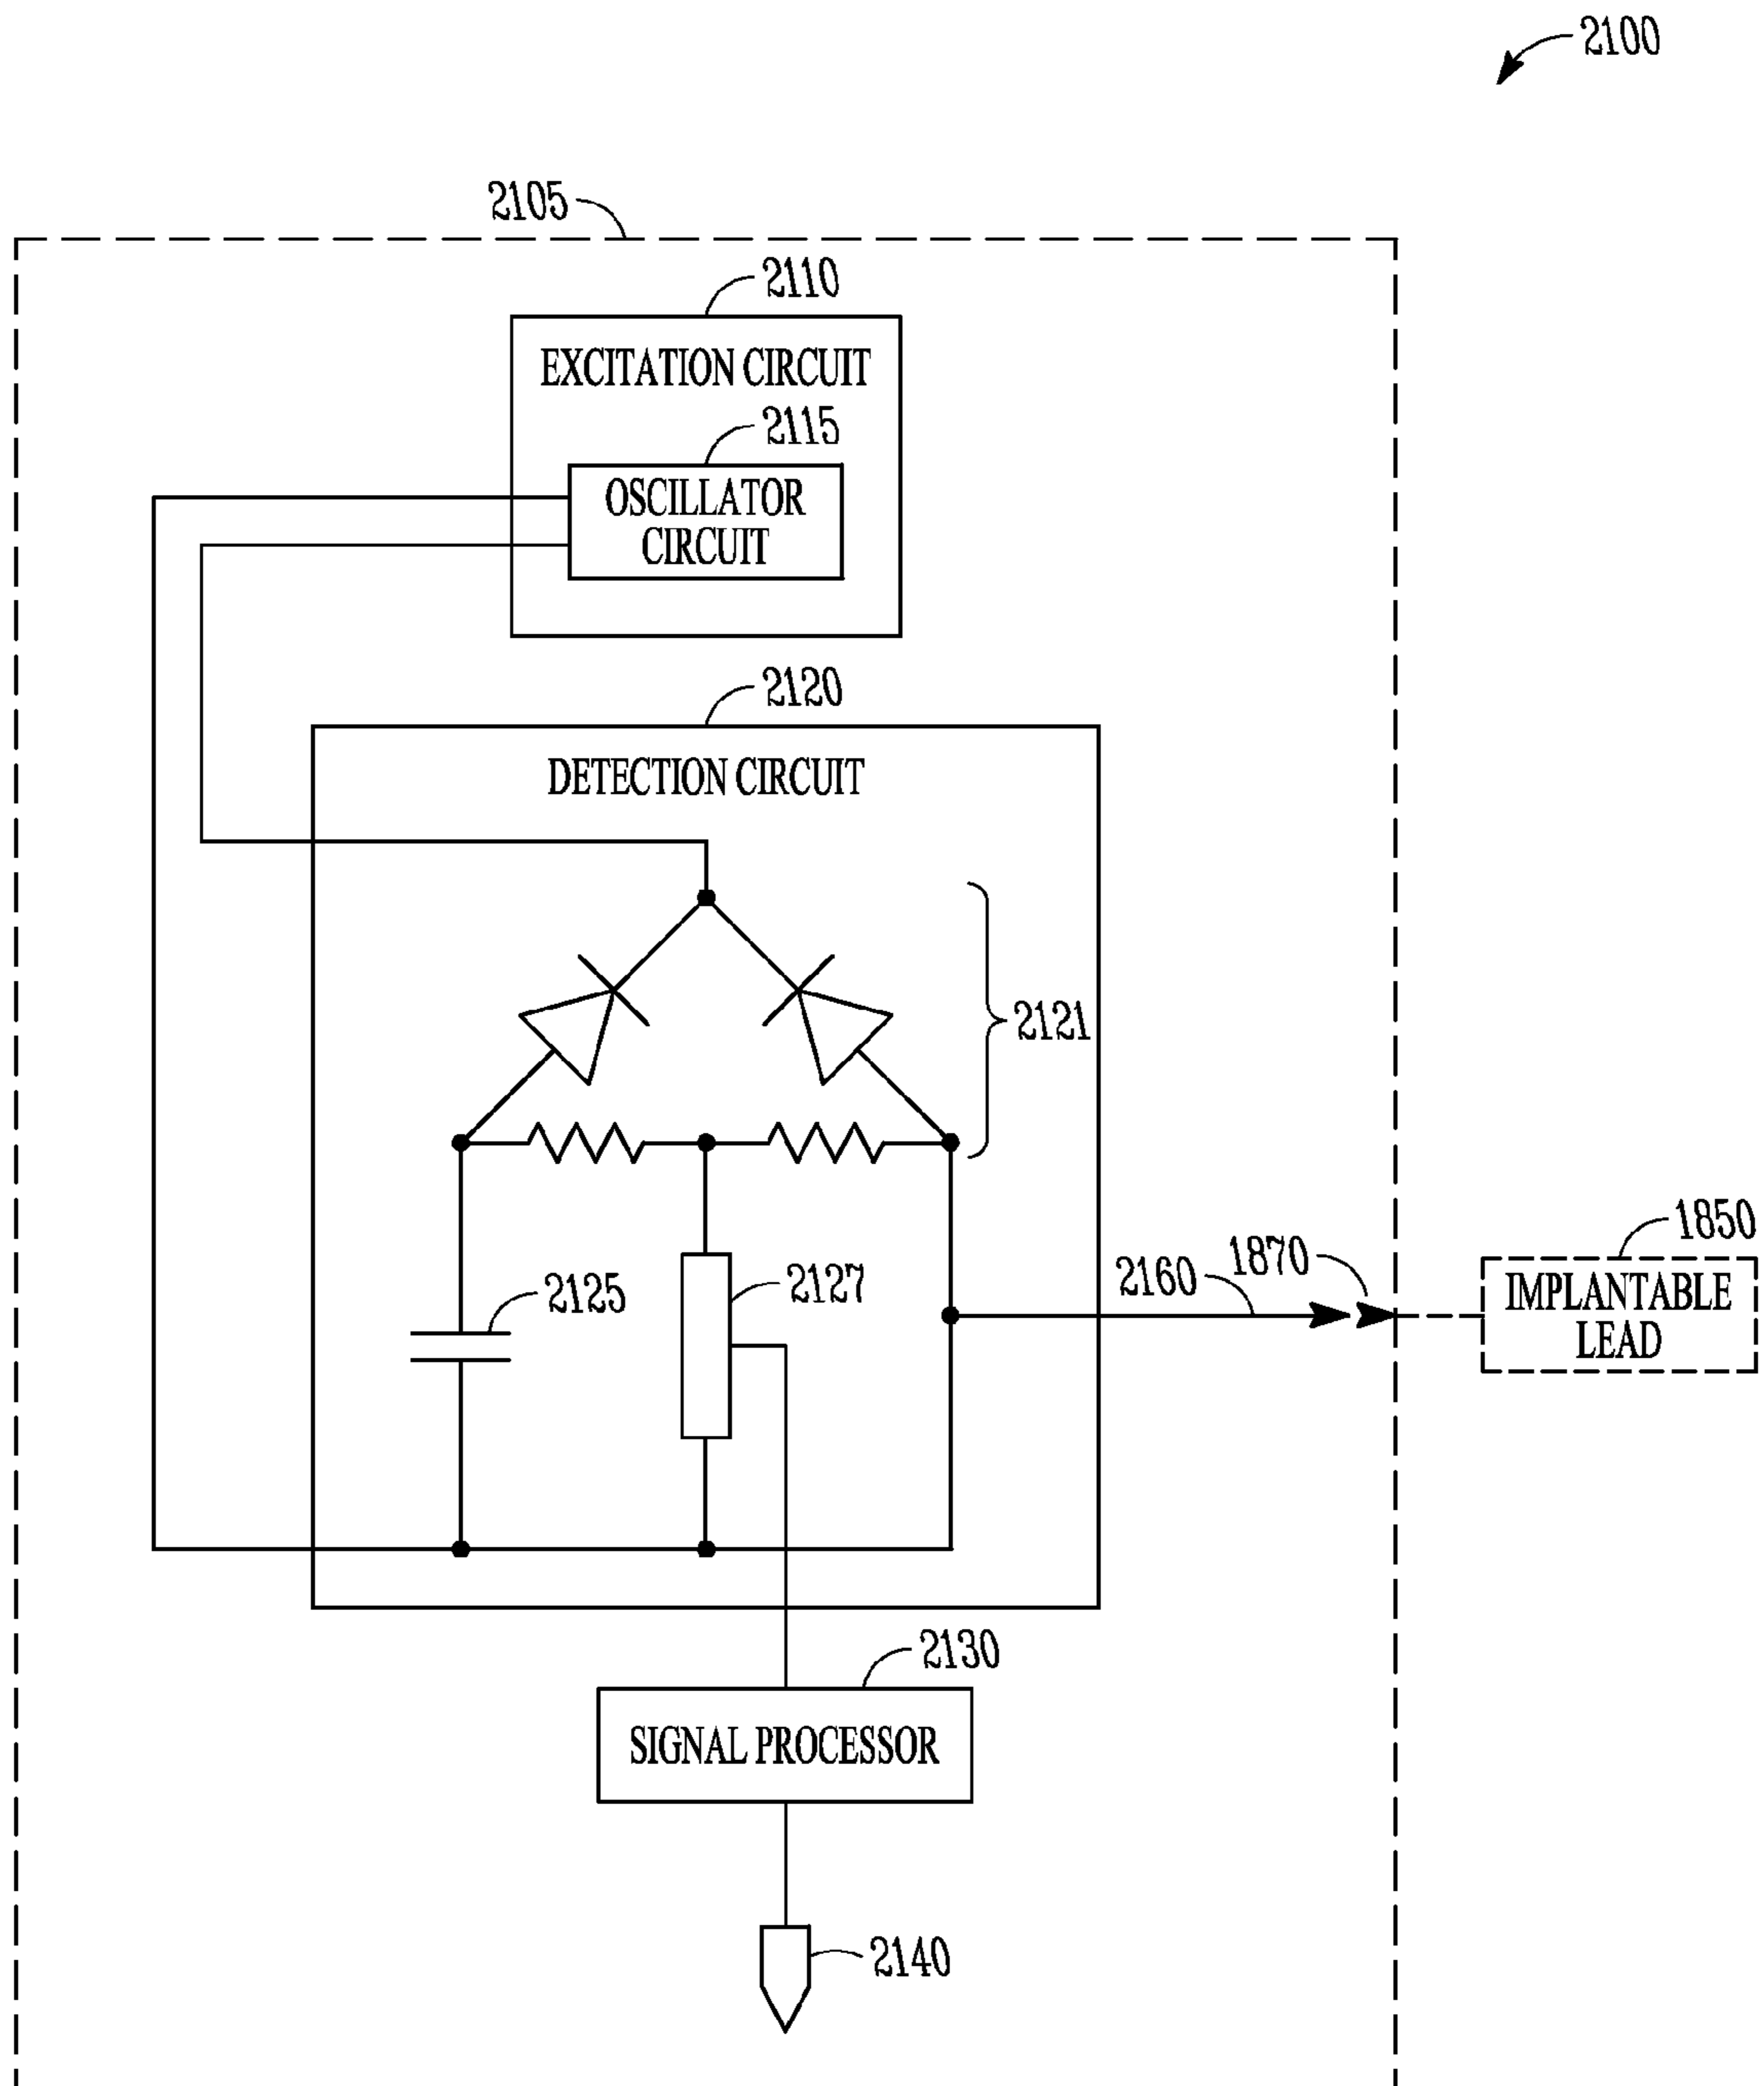 2100
2105
2110
EXCITATION CIRCUIT
2115
OSCILLATOR
CIRCUIT
2120
DETECTION CIRCUIT
2121
1850
1870
2160
IMPLANTABLE
LEAD
2125
2127
2130
SIGNAL PROCESSOR
2140